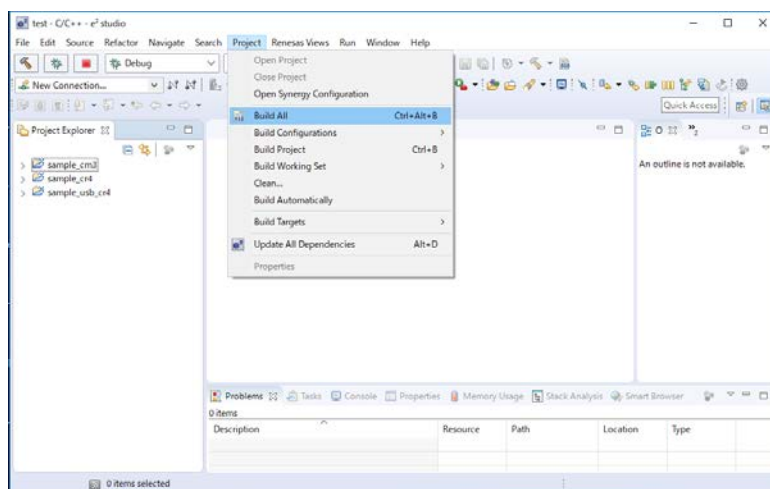 test - C/C++ - e² studio
File Edit Source Refactor Navigate Search Project Renesas Views Run Window Help
Debug
New Connection...
Quick Access
Open Project
Close Project
Open Synergy Configuration
Build All Ctrl+Alt+B
Build Configurations
Build Project Ctrl+B
Build Working Set
Clean...
Build Automatically
Build Targets
Update All Dependencies Alt+D
Properties
Project Explorer
sample_cm3
sample_cr4
sample_usb_cr4
An outline is not available.
Problems Tasks Console Properties Memory Usage Stack Analysis Smart Browser
0 items
Description Resource Path Location Type
0 items selected